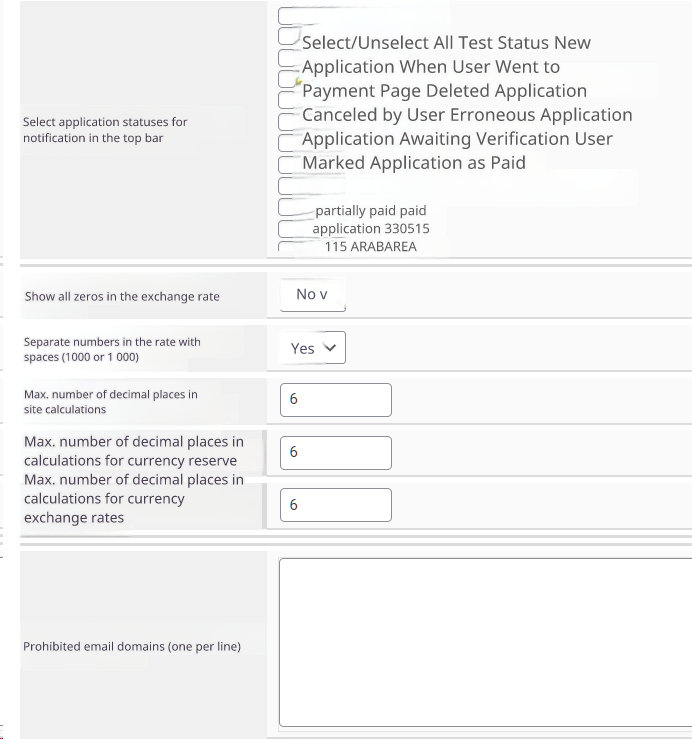 Select application statuses for
notification in the top bar
Select/Unselect All Test Status New
Application When User Went to
Payment Page Deleted Application
Canceled by User Erroneous Application
Application Awaiting Verification User
Marked Application as Paid
partially paid paid
application 330515
115 ARABAREA
Show all zeros in the exchange rate
No v
Separate numbers in the rate with
spaces (1000 or 1 000)
Yes
Max. number of decimal places in
site calculations
6
Max. number of decimal places in
calculations for currency reserve
6
Max. number of decimal places in
calculations for currency
exchange rates
6
Prohibited email domains (one per line)